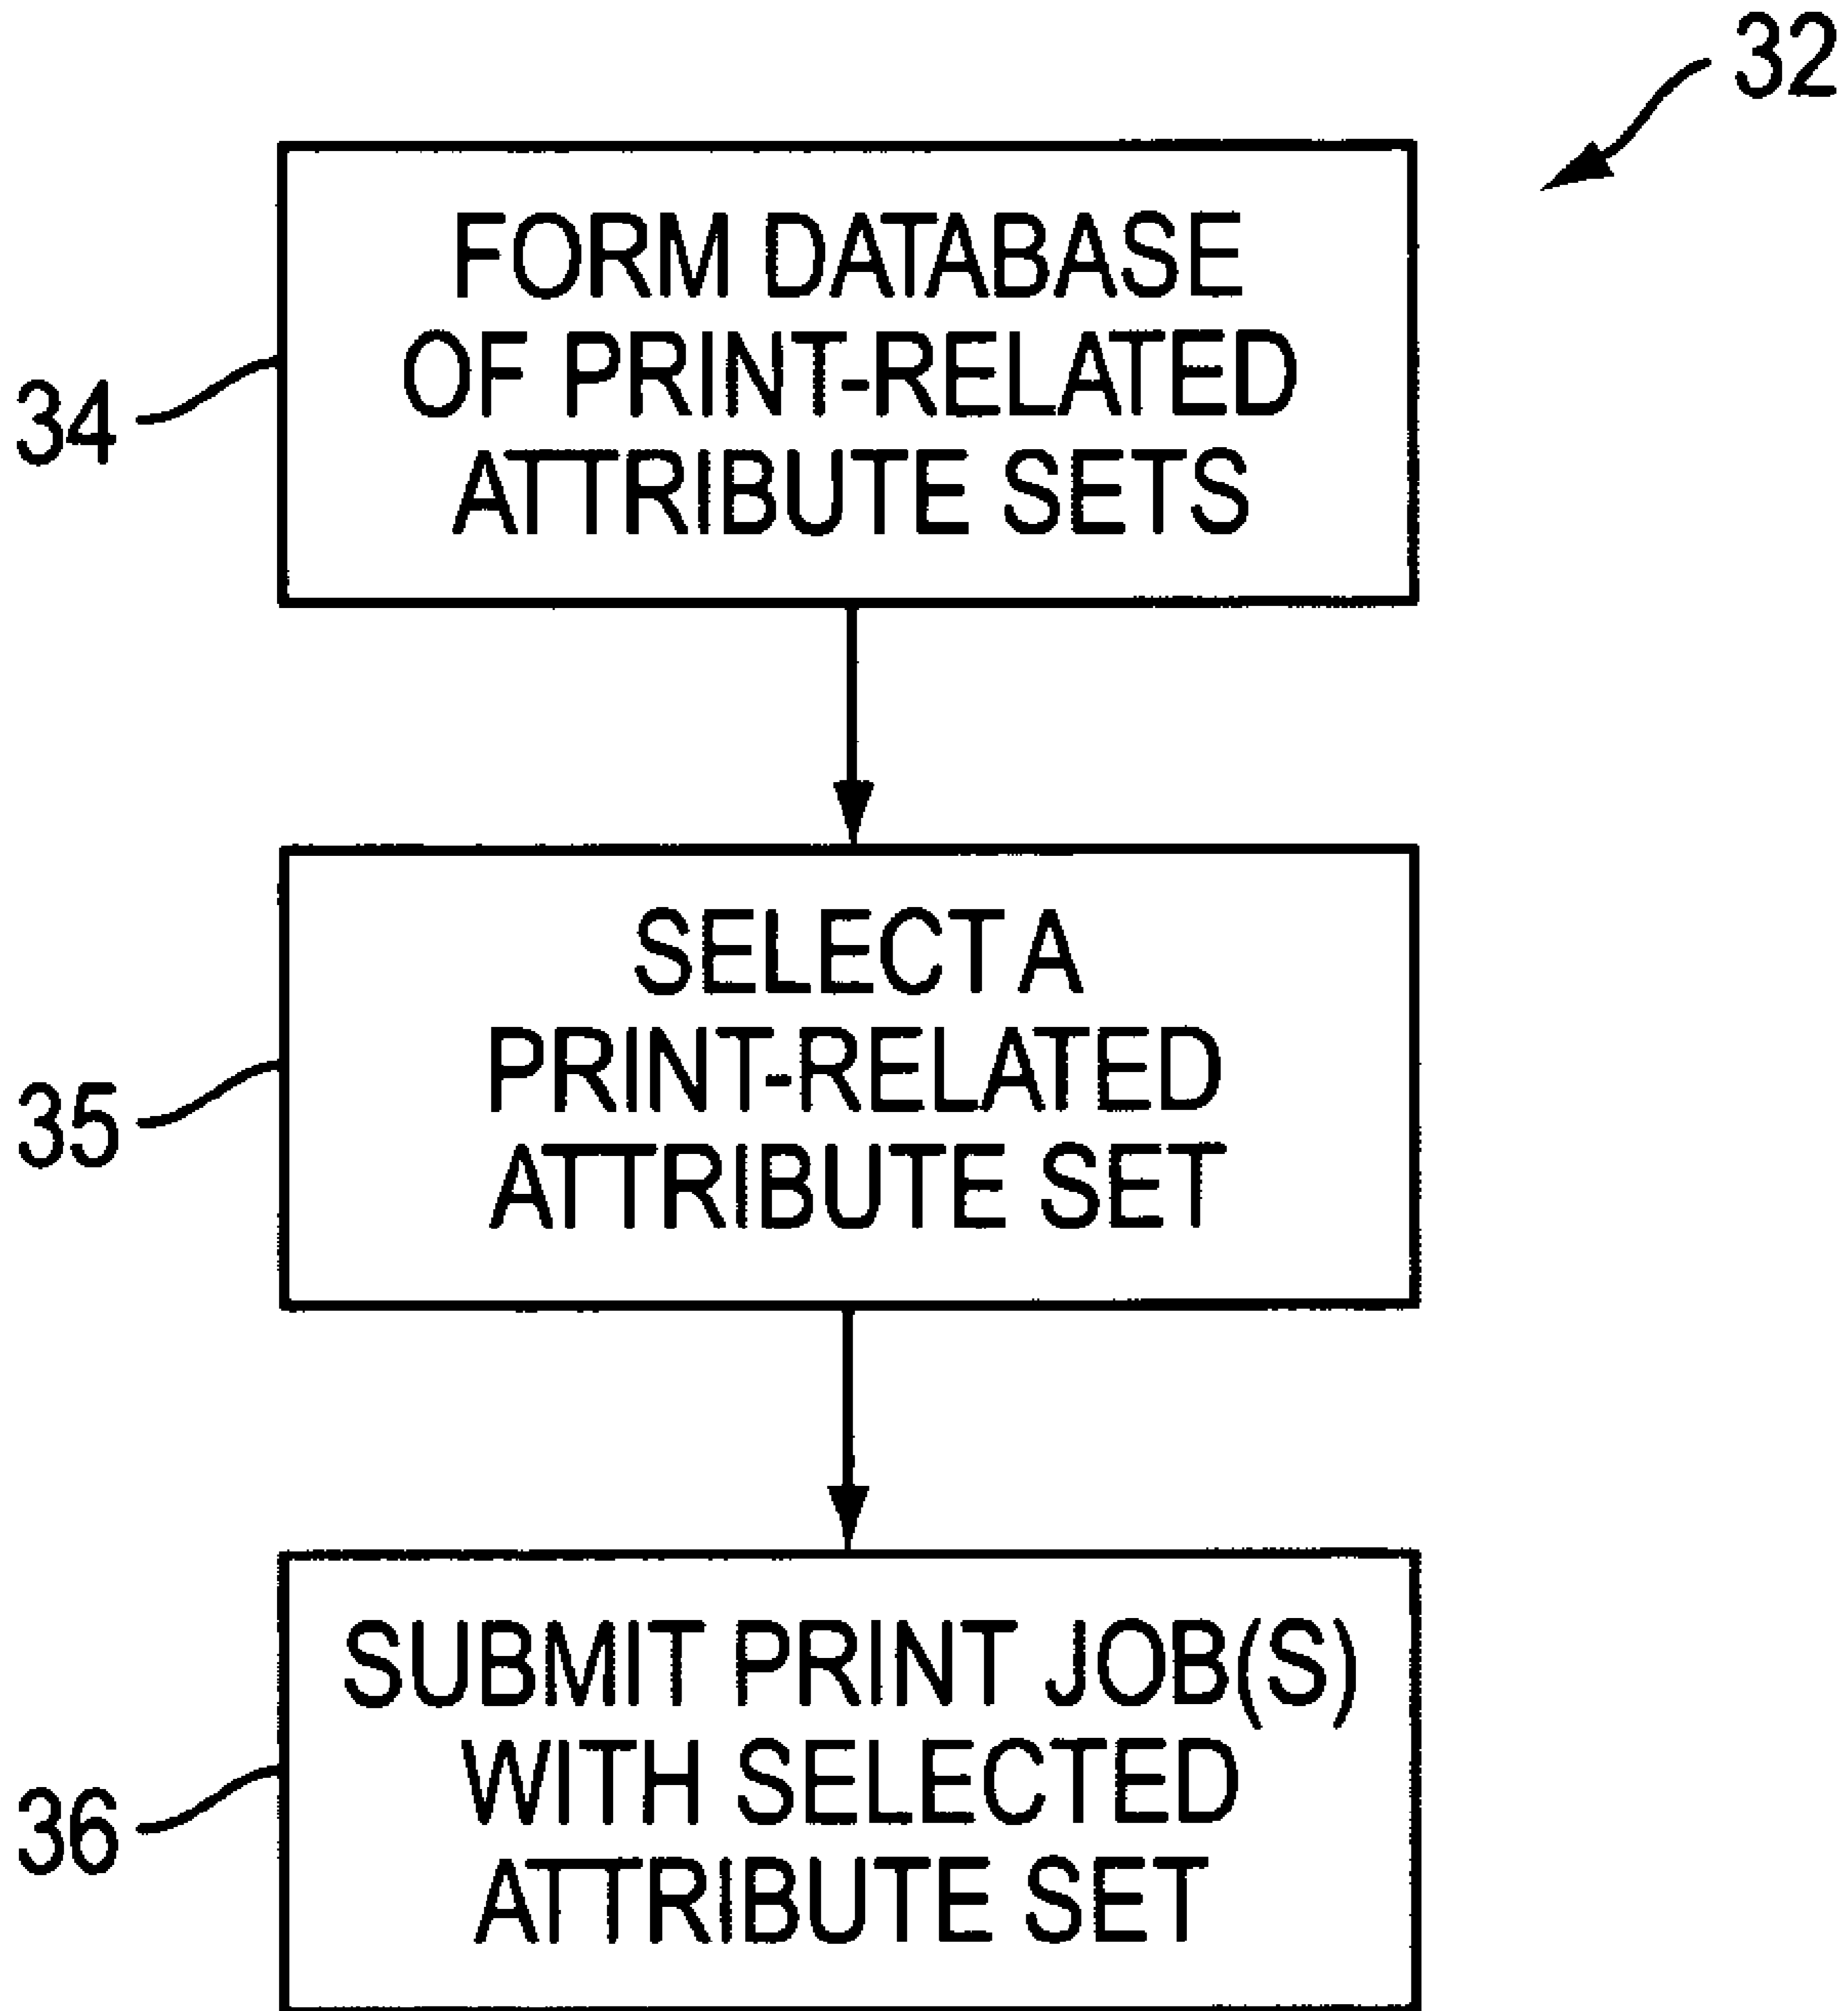 32
FORM DATABASE
OF PRINT-RELATED
ATTRIBUTE SETS
34
SELECT A
PRINT-RELATED
ATTRIBUTE SET
35
SUBMIT PRINT JOB(S)
WITH SELECTED
ATTRIBUTE SET
36